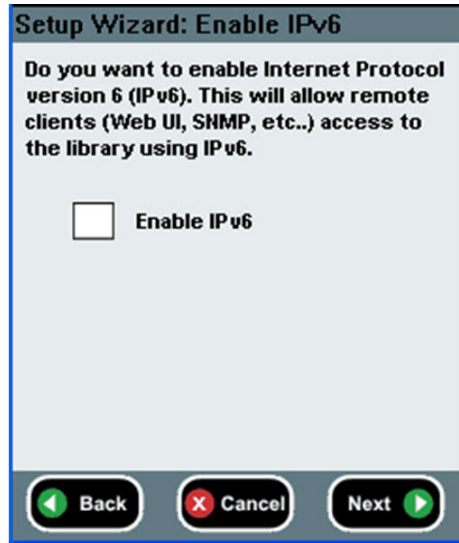 Setup Wizard: Enable IPv6
Do you want to enable Internet Protocol
version 6 (IPv6). This will allow remote
clients (Web UI, SNMP, etc..) access to
the library using IPv6.
Enable IPv6
Back
Cancel
Next